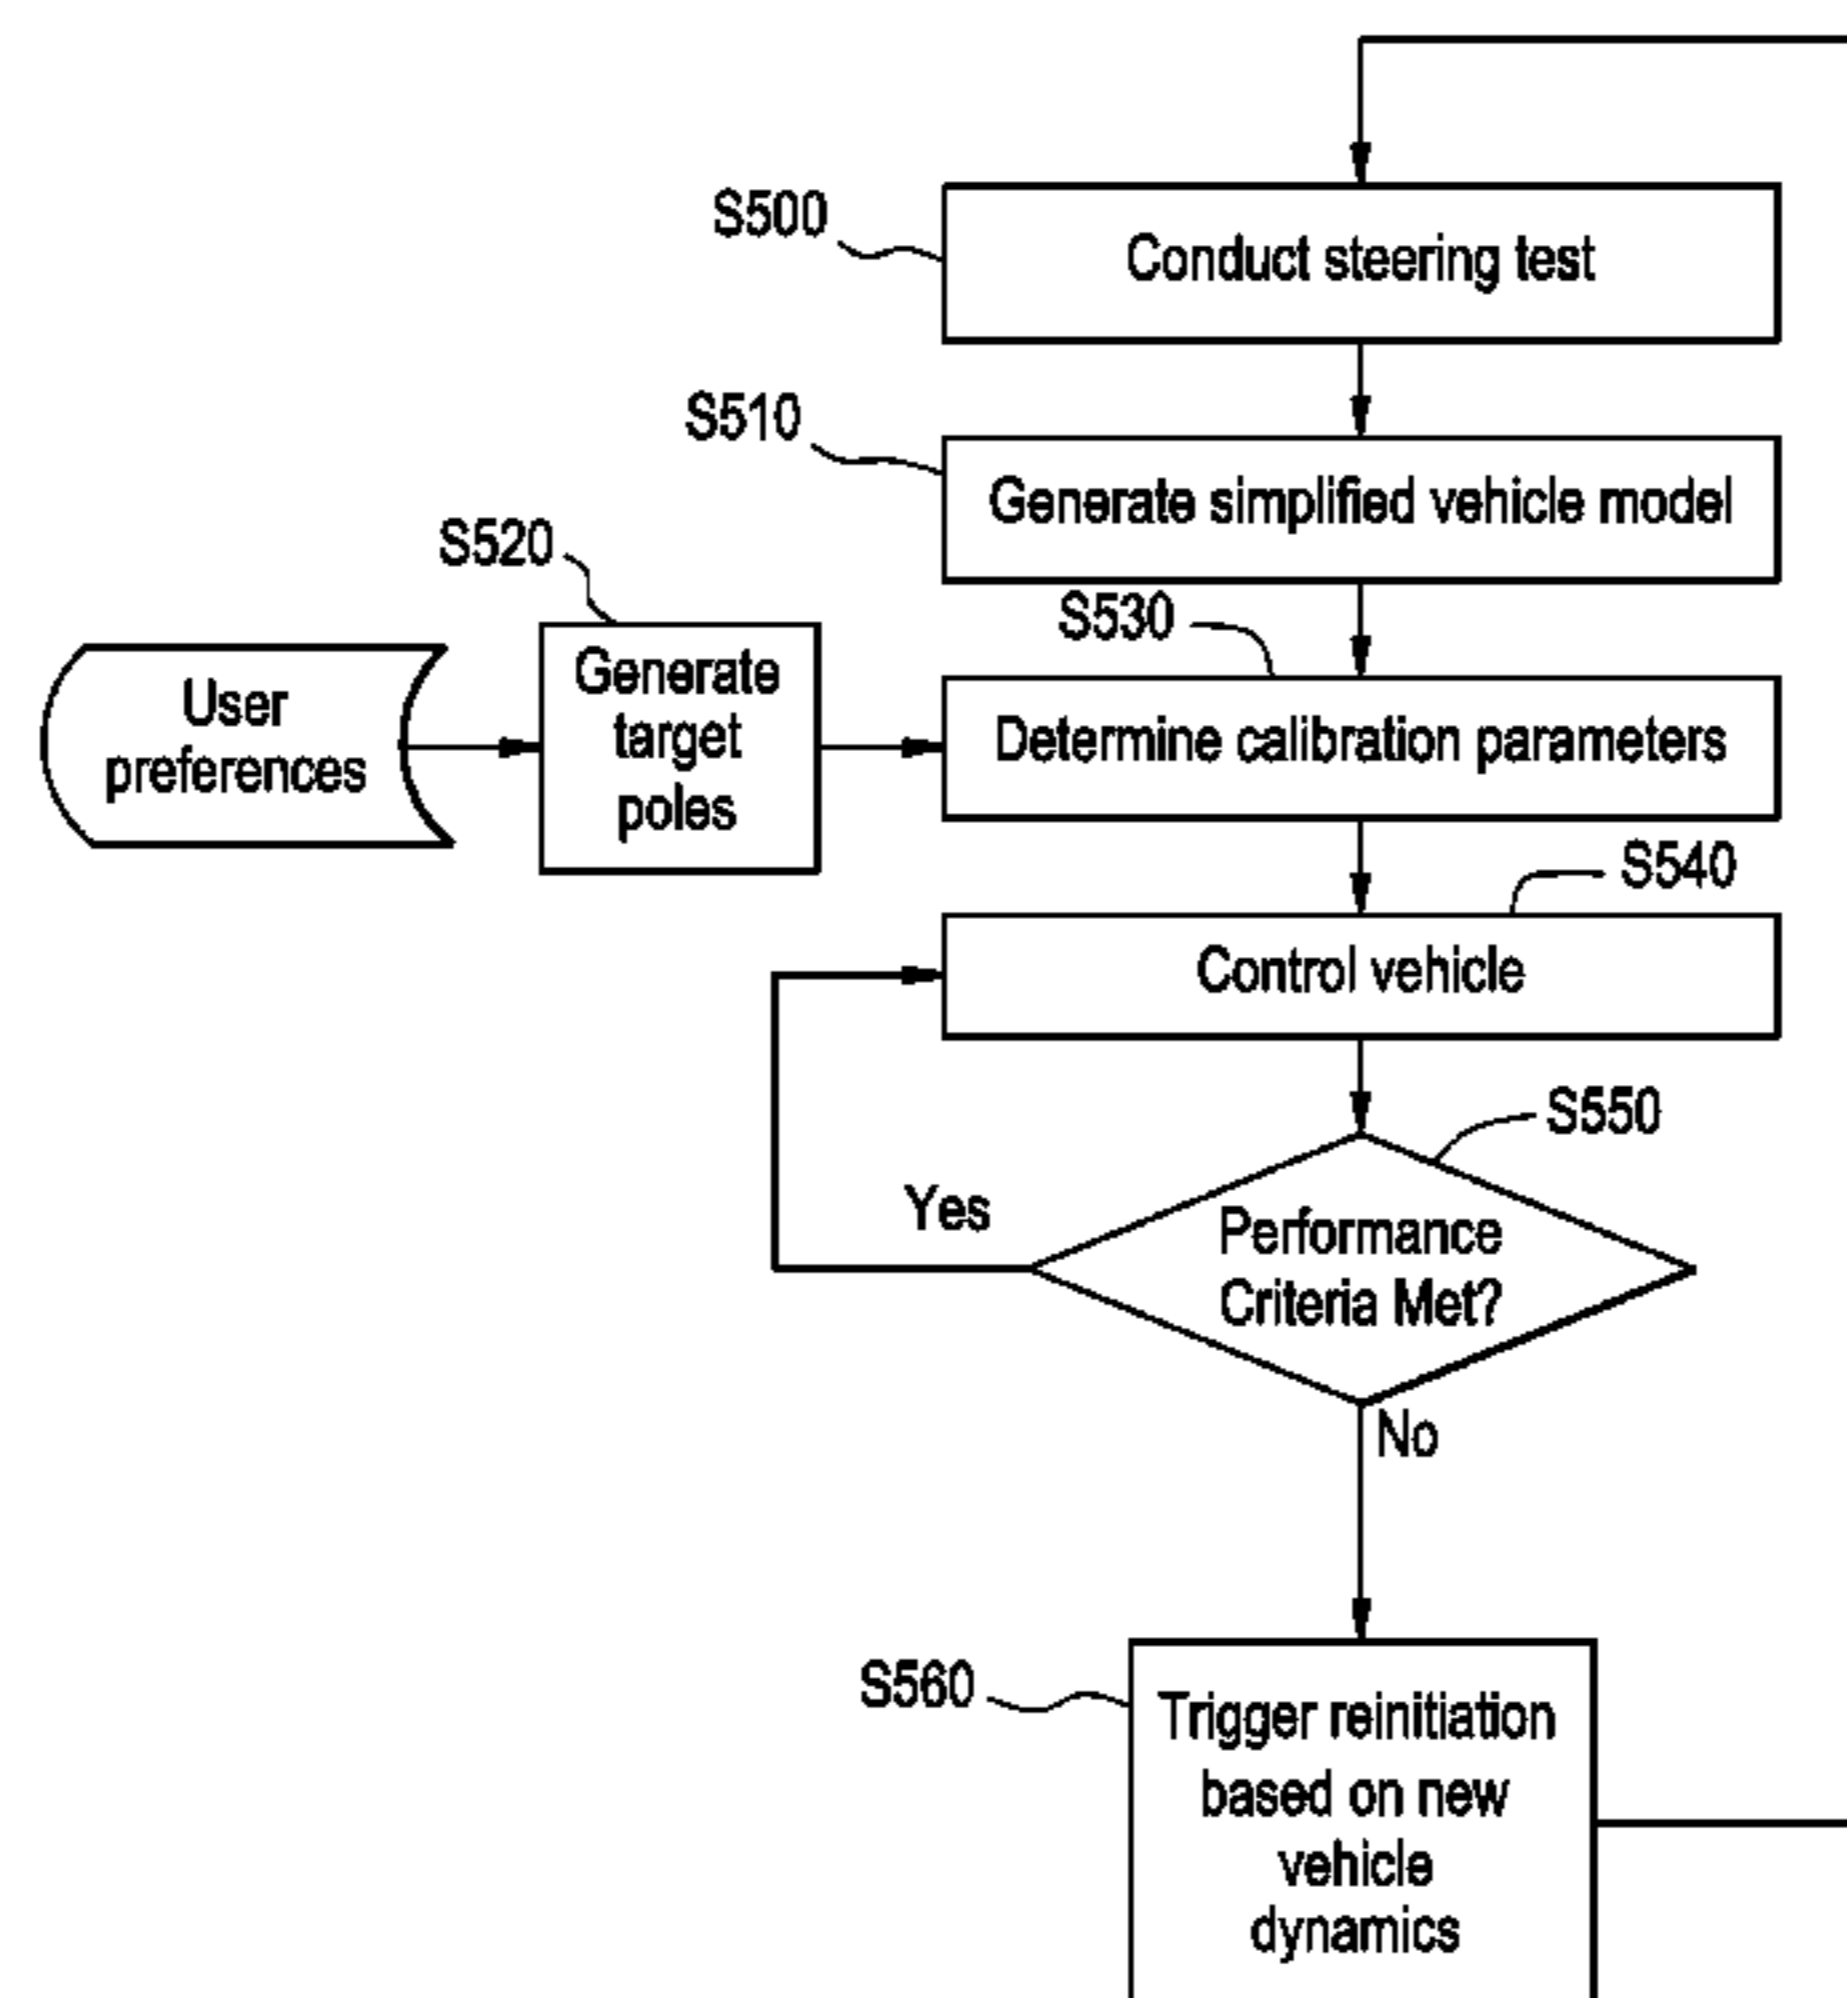 S500
Conduct steering test
S510
Generate simplified vehicle model
S520
User
preferences
Generate
target
poles
S530
Determine calibration parameters
S540
Control vehicle
S550
Yes
Performance
Criteria Met?
No
S560
Trigger reinitiation
based on new
vehicle
dynamics